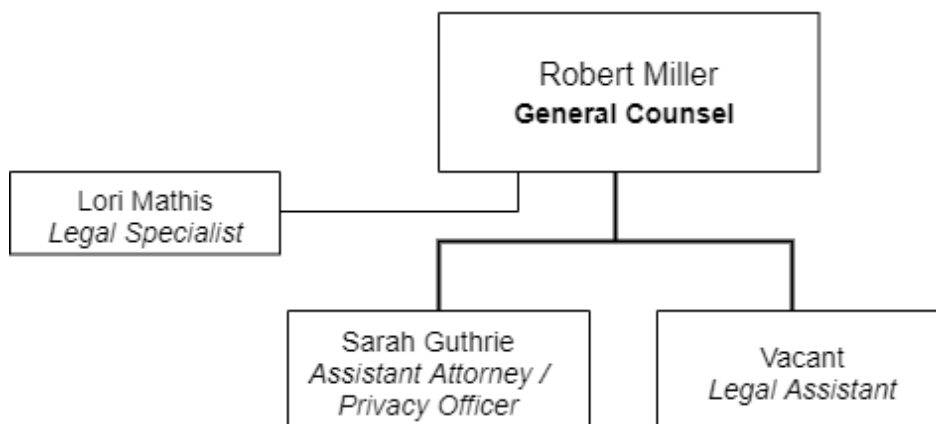 Robert Miller
General Counsel
Lori Mathis
Legal Specialist
Sarah Guthrie
Assistant Attorney /
Privacy Officer
Vacant
Legal Assistant